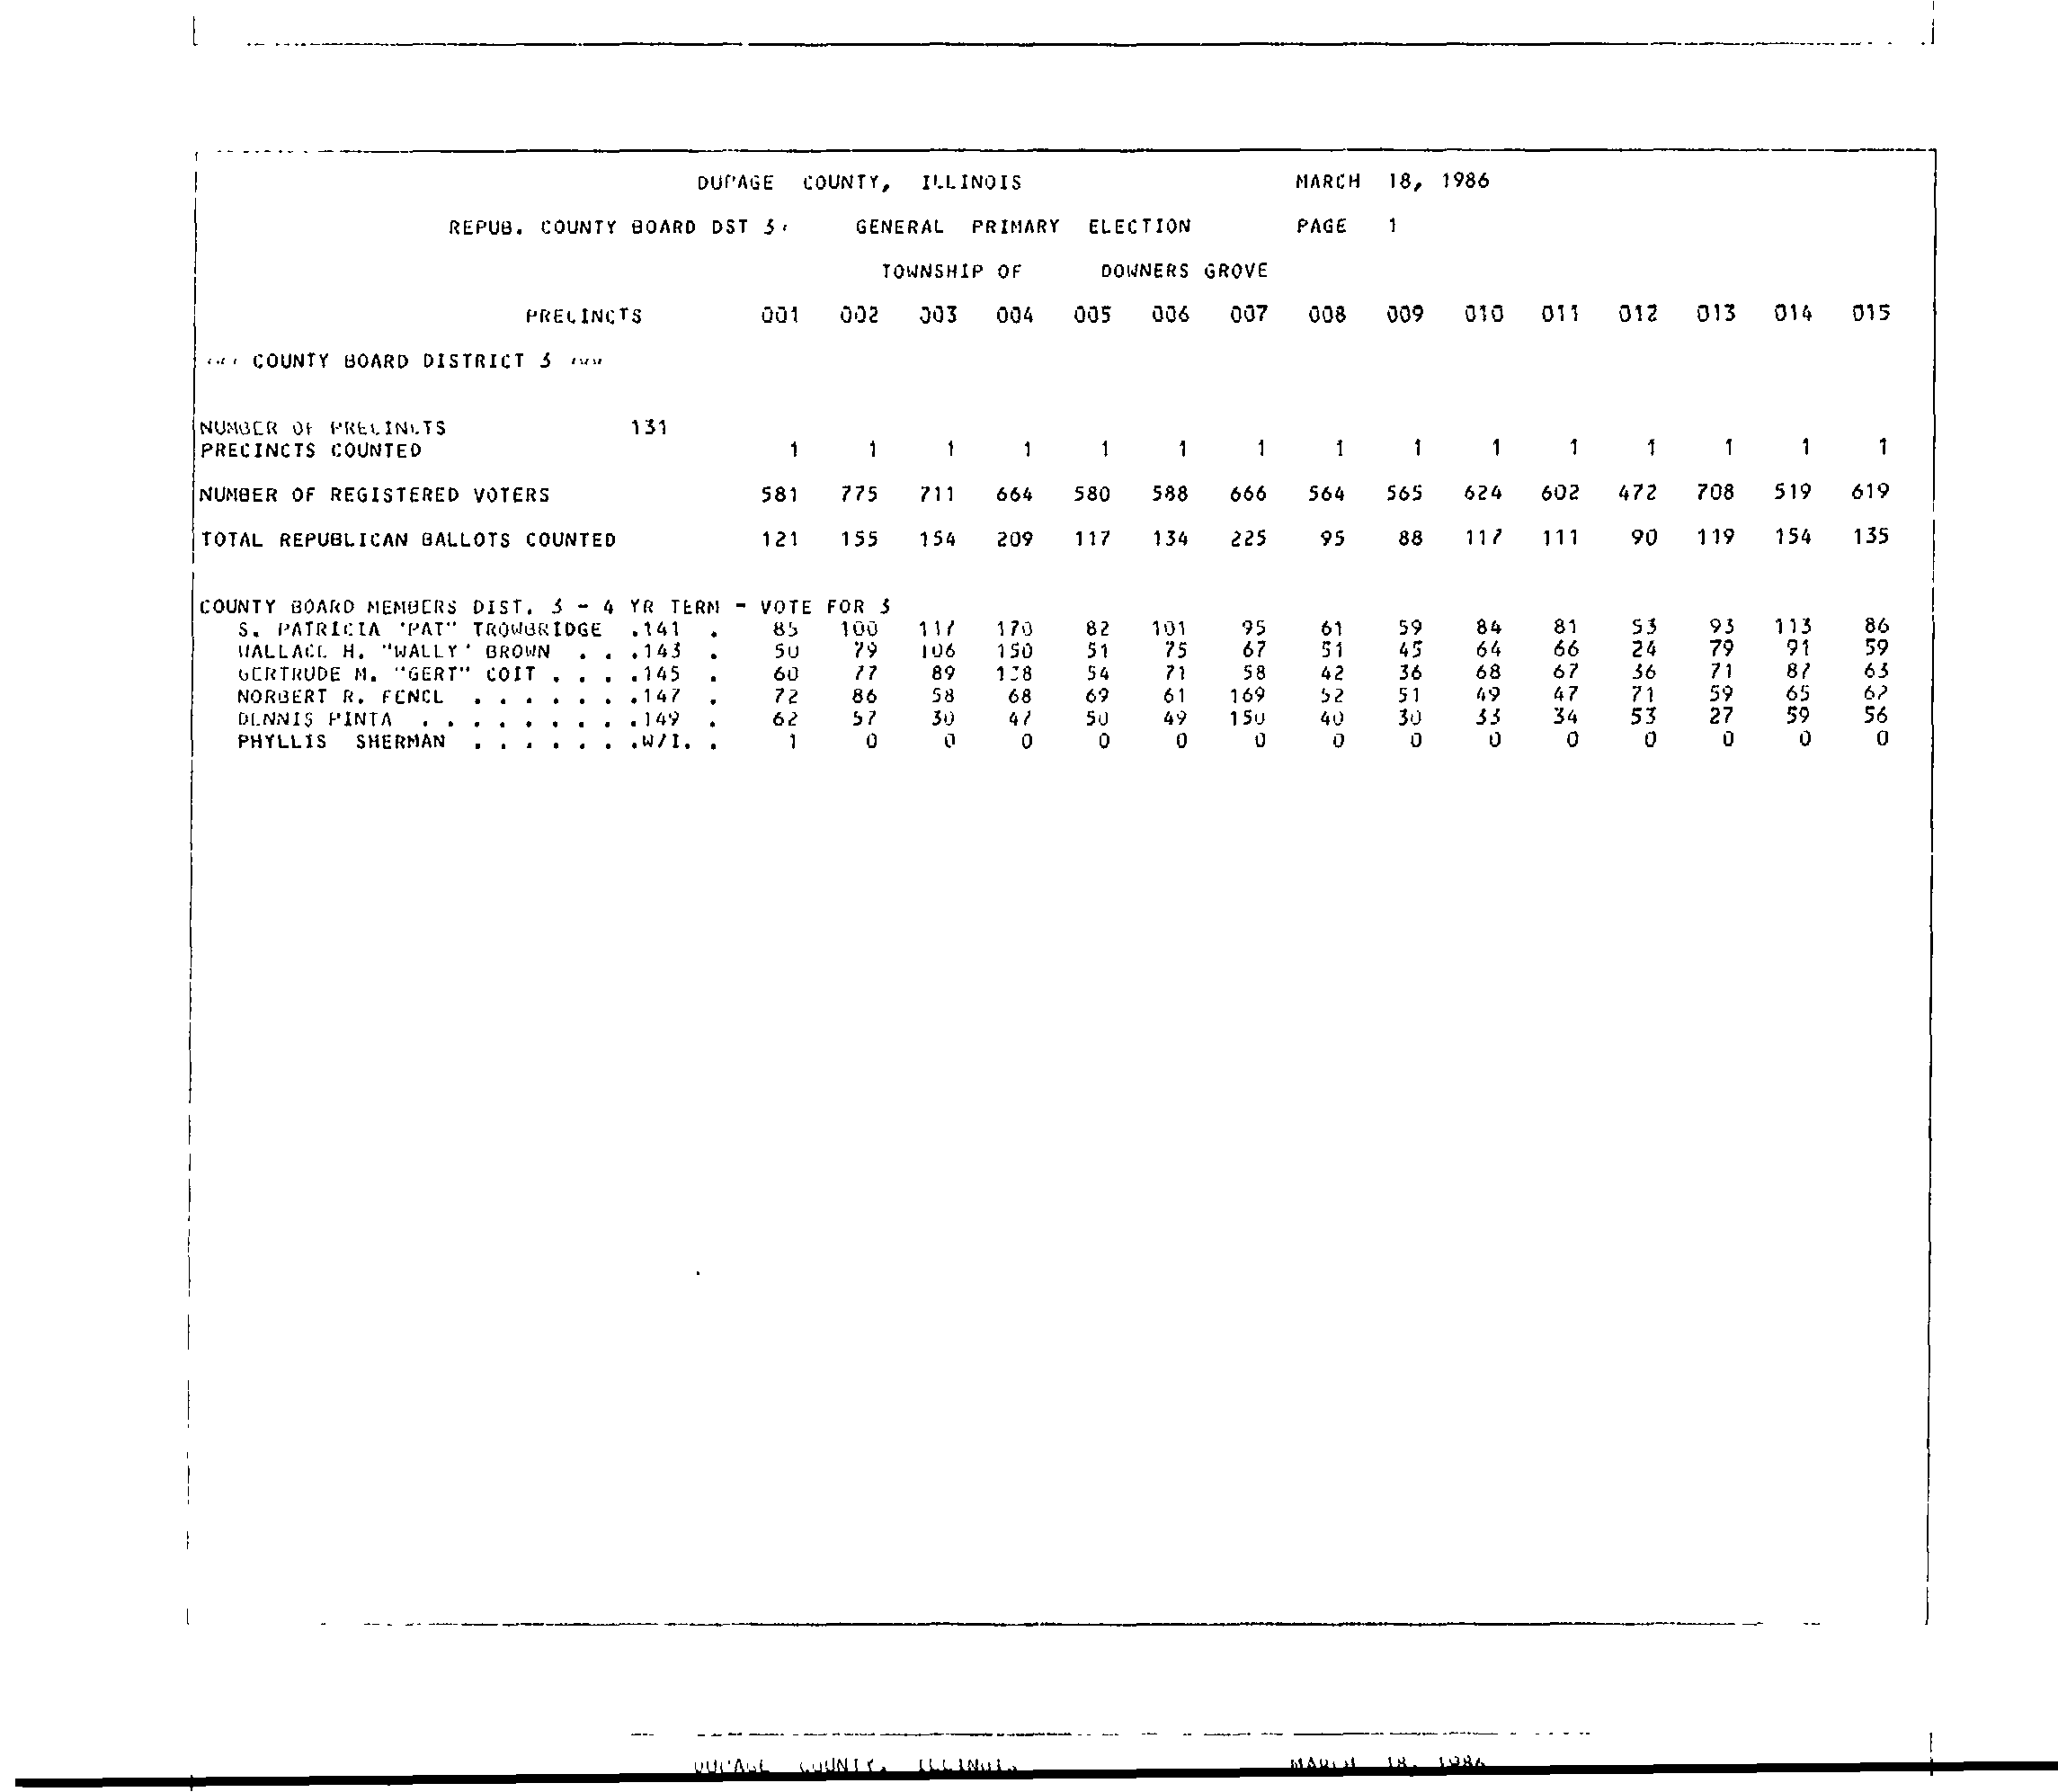 DUPAGE COUNTY, ILLINOIS MARCH 18, 1986
REPUB. COUNTY BOARD DST 3 GENERAL PRIMARY ELECTION PAGE 1
TOWNSHIP OF DOWNERS GROVE
PRECINCTS 001 002 003 004 005 006 007 008 009 010 011 012 013 014 015
COUNTY BOARD DISTRICT 3
NUMBER OF PRECINCTS 131
PRECINCTS COUNTED 1 1 1 1 1 1 1 1 1 1 1 1 1 1 1
NUMBER OF REGISTERED VOTERS 581 775 711 664 580 588 666 564 565 624 602 472 708 519 619
TOTAL REPUBLICAN BALLOTS COUNTED 121 155 154 209 117 134 225 95 88 117 111 90 119 154 135
COUNTY BOARD MEMBERS DIST. 3 - 4 YR TERM - VOTE FOR 3
S. PATRICIA "PAT" TROWBRIDGE .141 . 85 100 117 170 82 101 95 61 59 84 81 53 93 113 86
WALLACE H. "WALLY" BROWN . . .143 . 50 79 106 150 51 75 67 51 45 64 66 24 79 91 59
GERTRUDE M. "GERT" COIT . . . .145 . 60 77 89 54 71 58 42 36 68 67 36 71 87 63
NORBERT R. FENCL . . . . . . .147 . 72 86 58 68 69 61 169 52 51 49 47 71 59 65 62
DENNIS PINTA . . . . . . . . .149 . 62 57 30 47 50 49 150 40 30 33 34 53 27 59 56
PHYLLIS SHERMAN . . . . . . .W/I. . 1 0 0 0 0 0 0 0 0 0 0 0 0 0 0
DUPAGE COUNTY, ILLINOIS MARCH 18, 1986